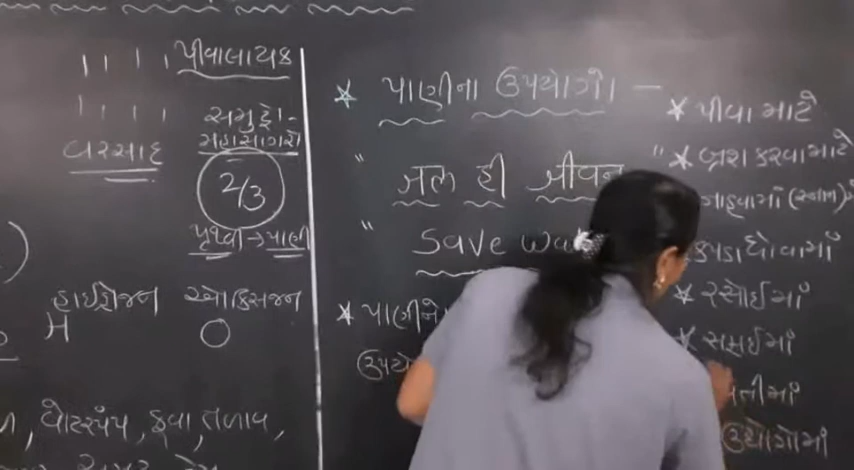 પીવાલાયક
વરસાદ
સમુદ્રો -
મહાસાગરો
2/3
પૃથ્વી → પાણી
હાઈડ્રોજન ઓક્સિજન
H O
વોટરપંપ, કૂવા, તળાવ,
* પાણીના ઉપયોગો —
" જલ હી જીવન
" Save
* પાણીને
* પીવા માટે
" * બ્રશ કરવા માટે
નાહવામાં (સ્નાન)
કપડા ધોવામાં
* રસોઈમાં
* સફાઈમાં
ઉદ્યોગોમાં